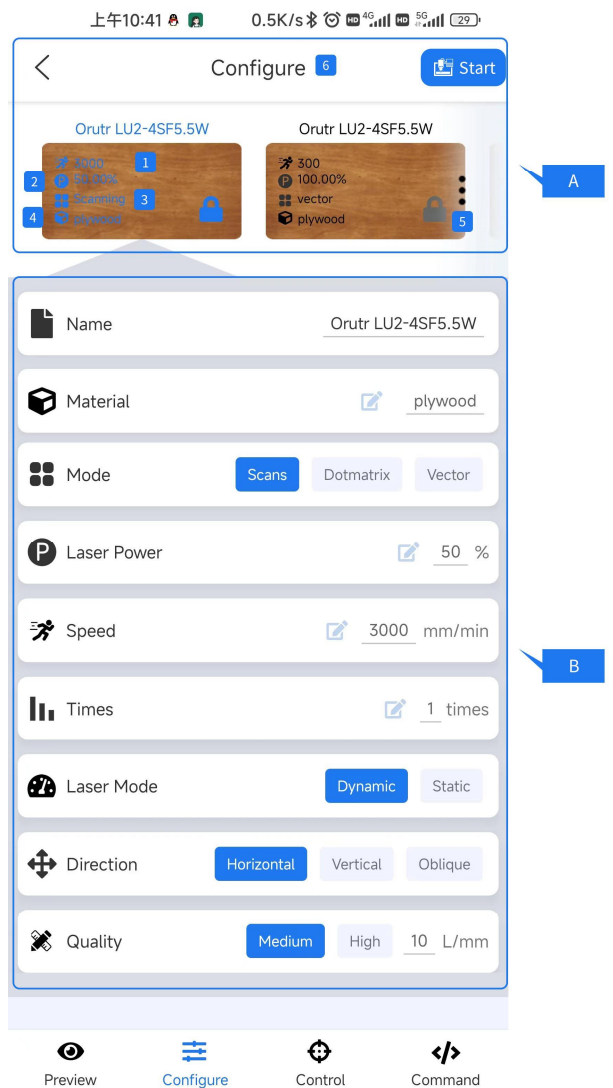 上午10:41 0.5K/s HD 4G HD 5G 29
Configure 6 Start
Orutr LU2-4SF5.5W Orutr LU2-4SF5.5W
3000 1 300
2 P 50.00% P 100.00%
Scanning 3 vector
4 plywood plywood 5
A
Name Orutr LU2-4SF5.5W
Material plywood
Mode Scans Dotmatrix Vector
P Laser Power 50 %
Speed 3000 mm/min
B
Times 1 times
Laser Mode Dynamic Static
Direction Horizontal Vertical Oblique
Quality Medium High 10 L/mm
Preview Configure Control Command